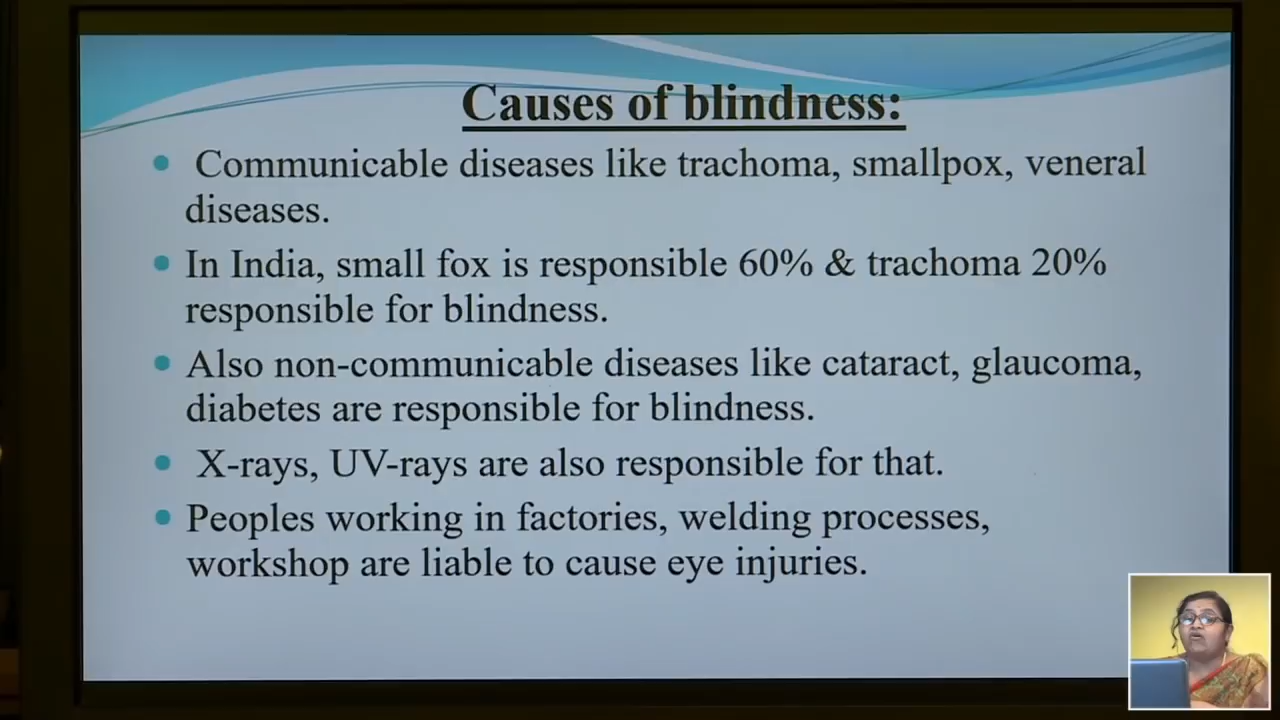 Causes of blindness:
Communicable diseases like trachoma, smallpox, veneral
diseases.
In India, small fox is responsible 60% & trachoma 20%
responsible for blindness.
Also non-communicable diseases like cataract, glaucoma,
diabetes are responsible for blindness.
X-rays, UV-rays are also responsible for that.
Peoples working in factories, welding processes,
workshop are liable to cause eye injuries.